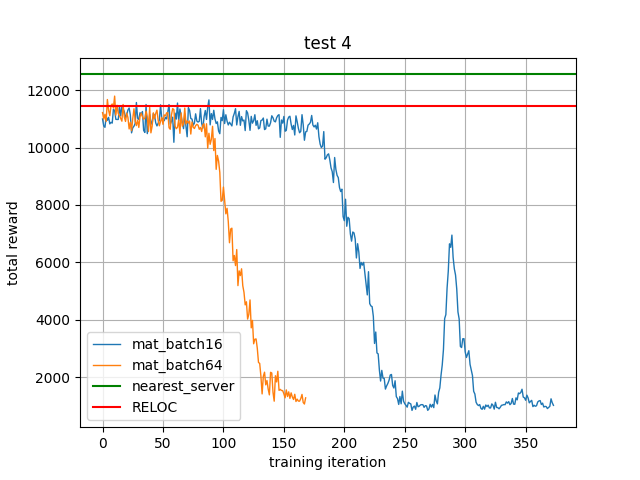 test 4
total reward
12000
10000
8000
6000
4000
2000
mat_batch16
mat_batch64
nearest_server
RELOC
0 50 100 150 200 250 300 350
training iteration